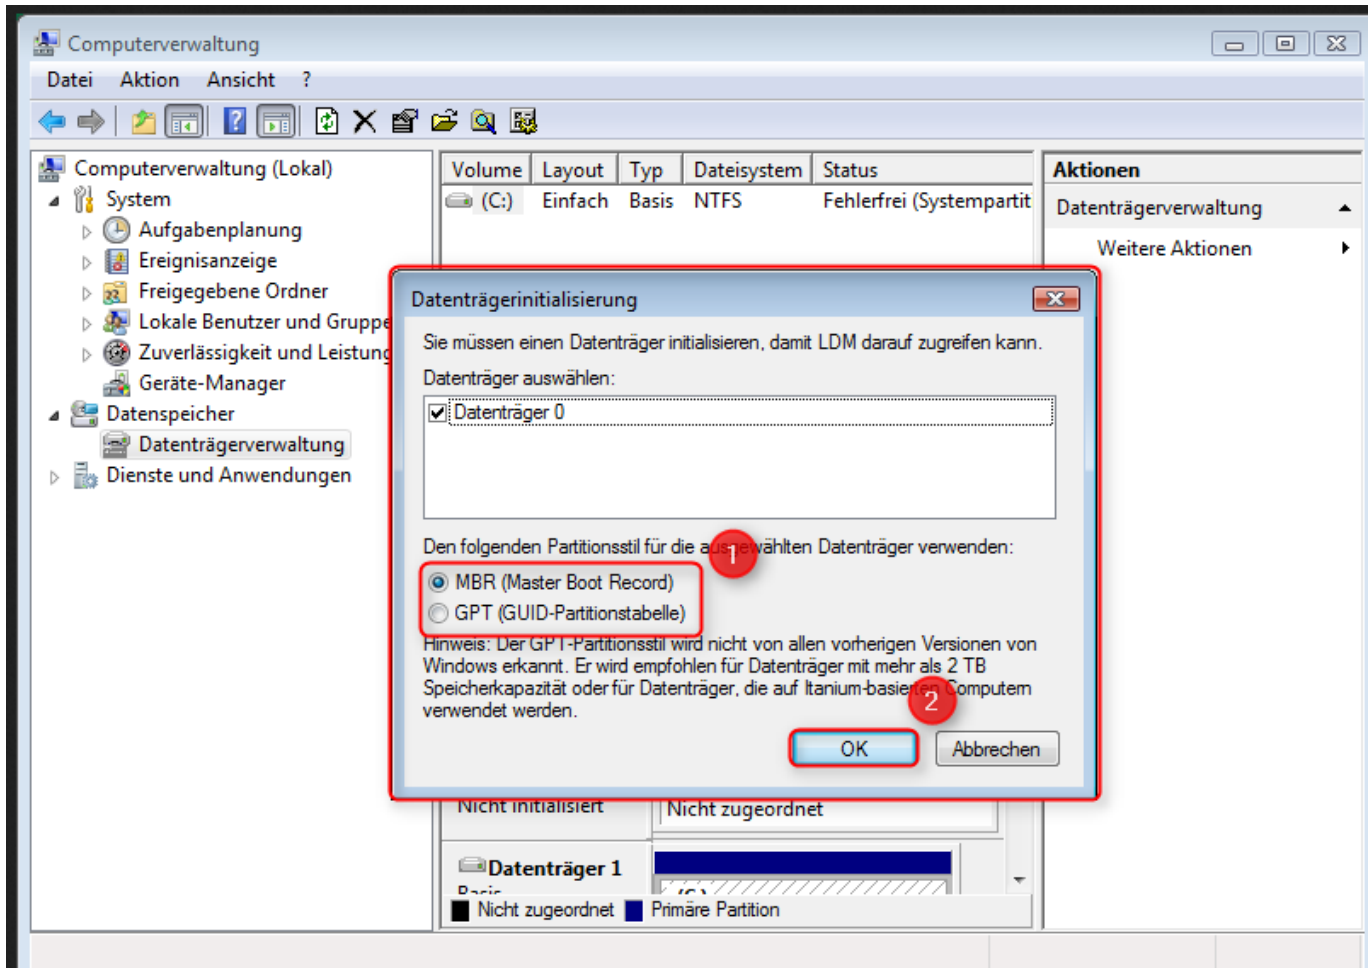 Computerverwaltung
Datei Aktion Ansicht ?
Computerverwaltung (Lokal)
System
Aufgabenplanung
Ereignisanzeige
Freigegebene Ordner
Lokale Benutzer und Gruppe
Zuverlässigkeit und Leistung
Geräte-Manager
Datenspeicher
Datenträgerverwaltung
Dienste und Anwendungen
Volume Layout Typ Dateisystem Status
(C:) Einfach Basis NTFS Fehlerfrei (Systempartit
Aktionen
Datenträgerverwaltung
Weitere Aktionen
Datenträgerinitialisierung
Sie müssen einen Datenträger initialisieren, damit LDM darauf zugreifen kann.
Datenträger auswählen:
Datenträger 0
Den folgenden Partitionsstil für die ausgewählten Datenträger verwenden:
1
MBR (Master Boot Record)
GPT (GUID-Partitionstabelle)
Hinweis: Der GPT-Partitionsstil wird nicht von allen vorherigen Versionen von
Windows erkannt. Er wird empfohlen für Datenträger mit mehr als 2 TB
Speicherkapazität oder für Datenträger, die auf Itanium-basierten Computern
verwendet werden.
2
OK Abbrechen
Nicht initialisiert Nicht zugeordnet
Datenträger 1
Basis (C:)
Nicht zugeordnet Primäre Partition